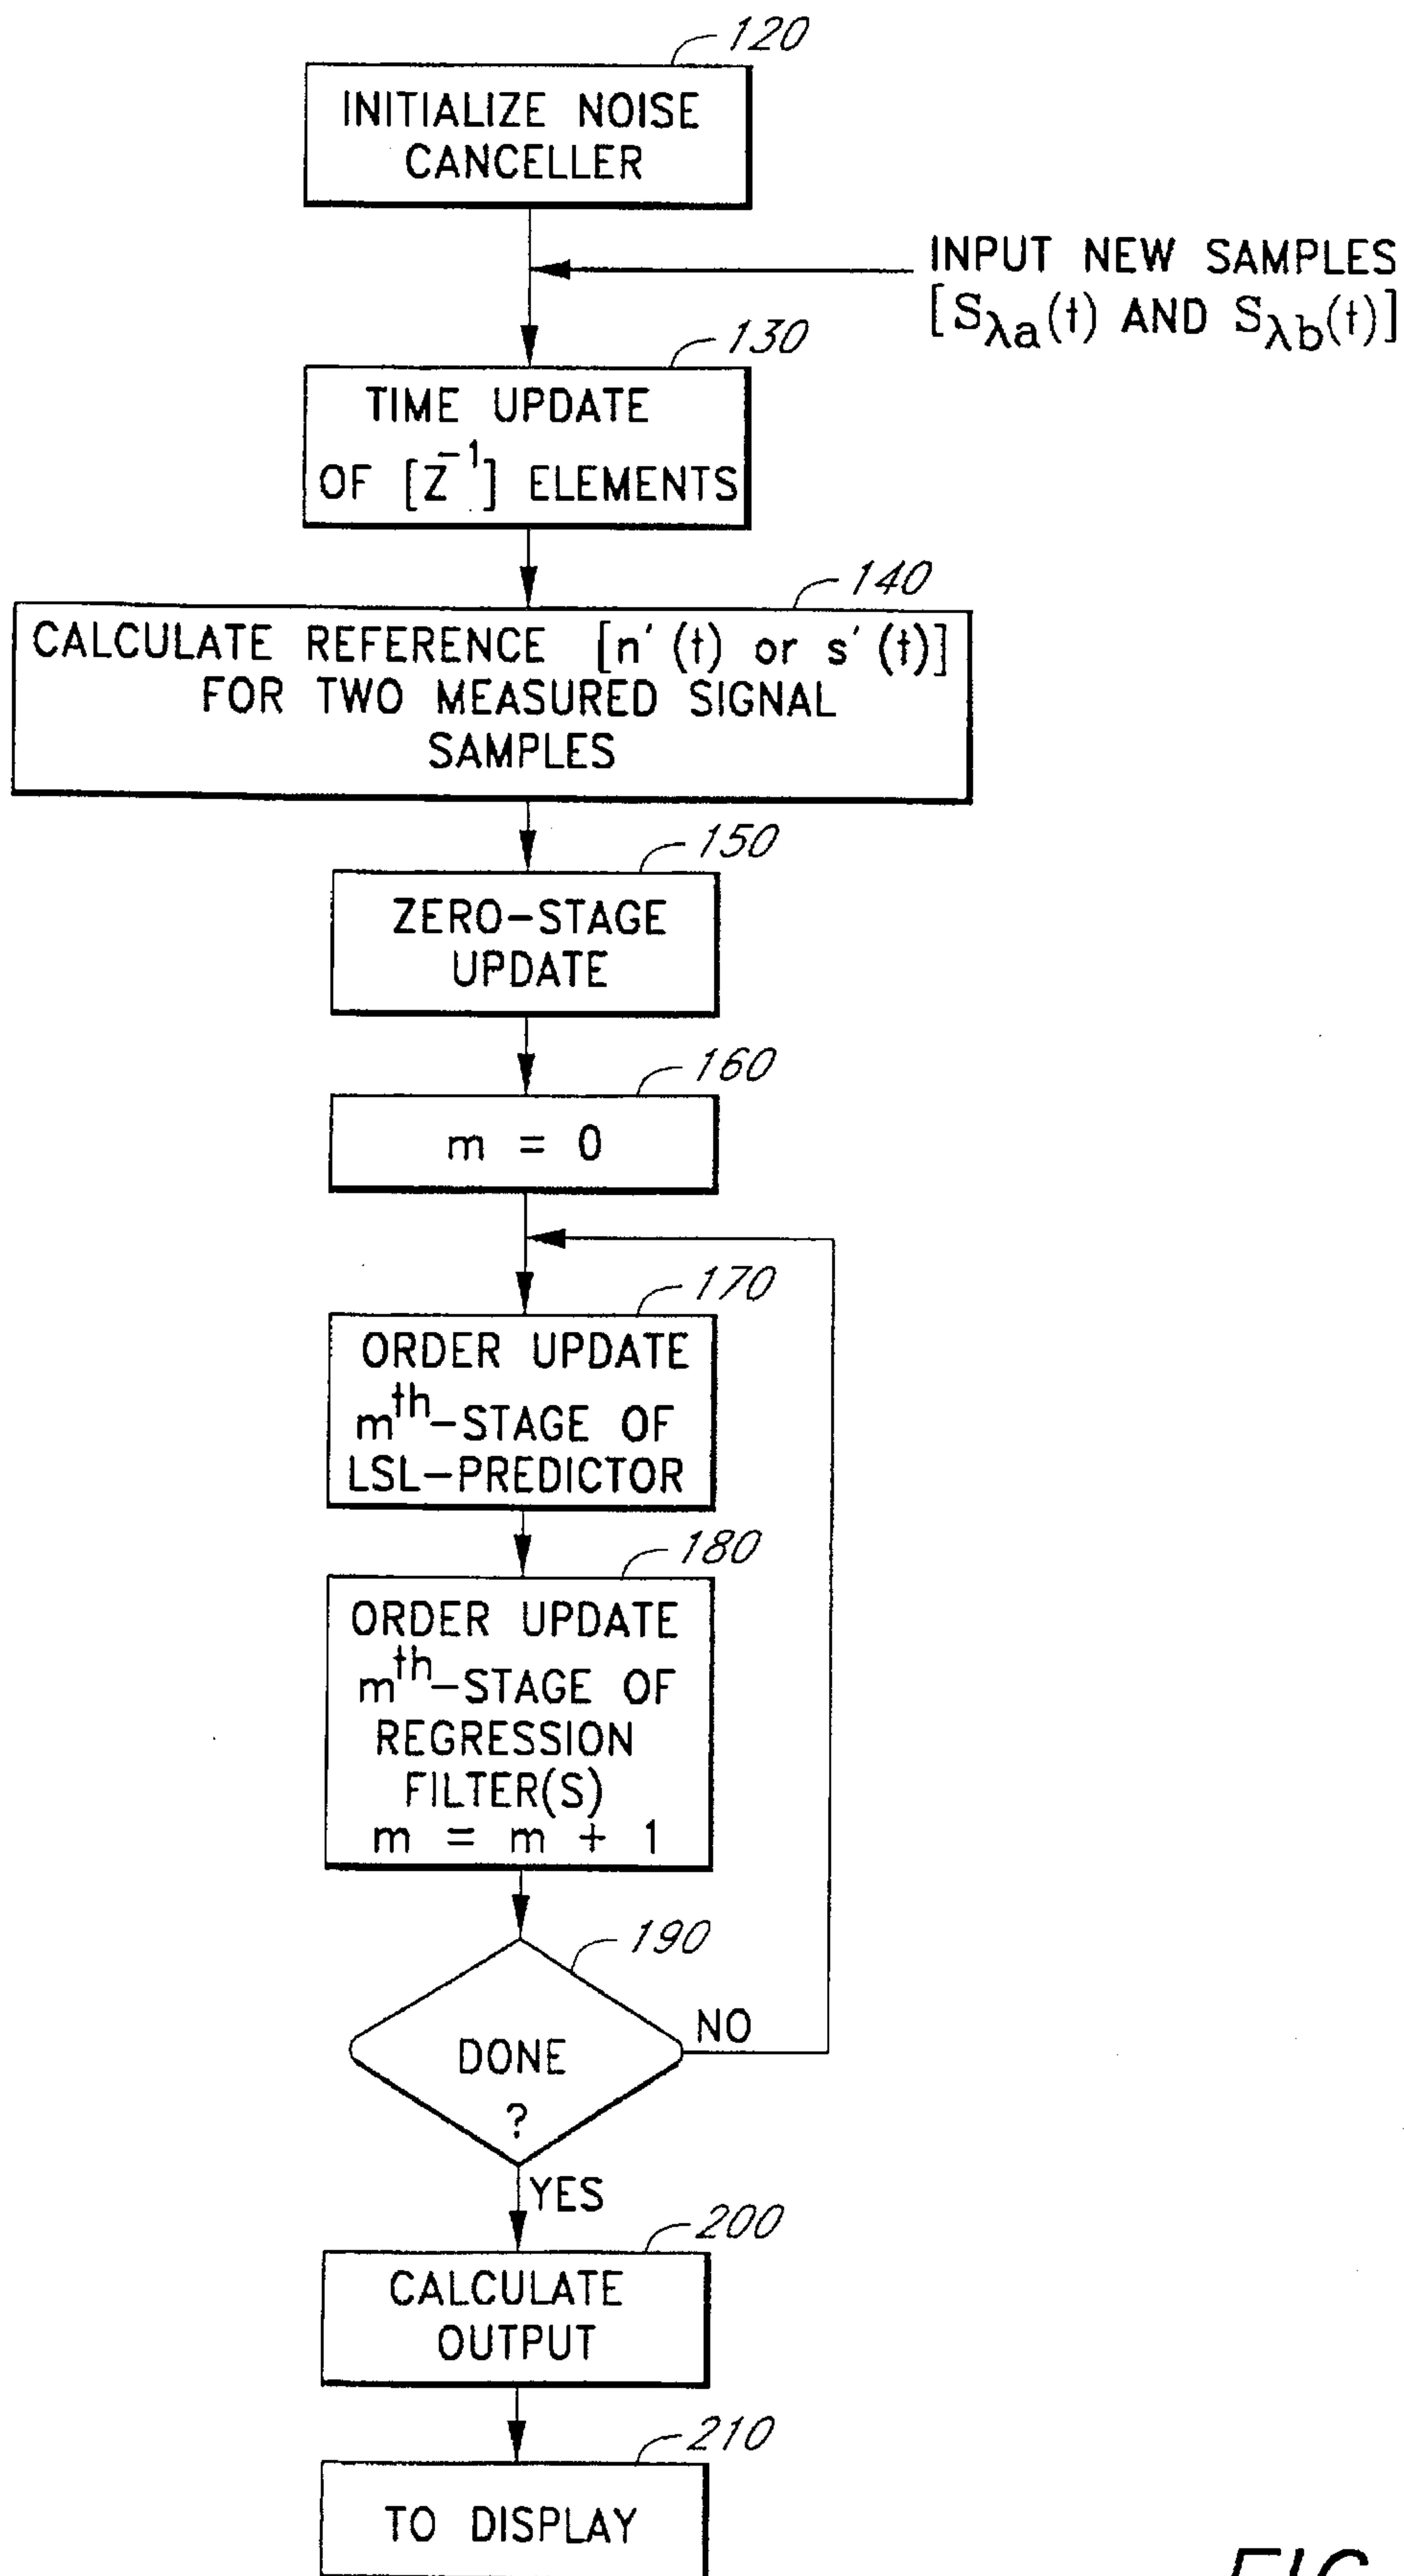 120
INITIALIZE NOISE
CANCELLER
INPUT NEW SAMPLES
[Sλa(t) AND Sλb(t)]
130
TIME UPDATE
OF [Z⁻¹] ELEMENTS
140
CALCULATE REFERENCE [n'(t) or s'(t)]
FOR TWO MEASURED SIGNAL
SAMPLES
150
ZERO-STAGE
UPDATE
160
m = 0
170
ORDER UPDATE
mᵗʰ-STAGE OF
LSL-PREDICTOR
180
ORDER UPDATE
mᵗʰ-STAGE OF
REGRESSION
FILTER(S)
m = m + 1
190
DONE
?
NO
YES
200
CALCULATE
OUTPUT
210
TO DISPLAY
FIG